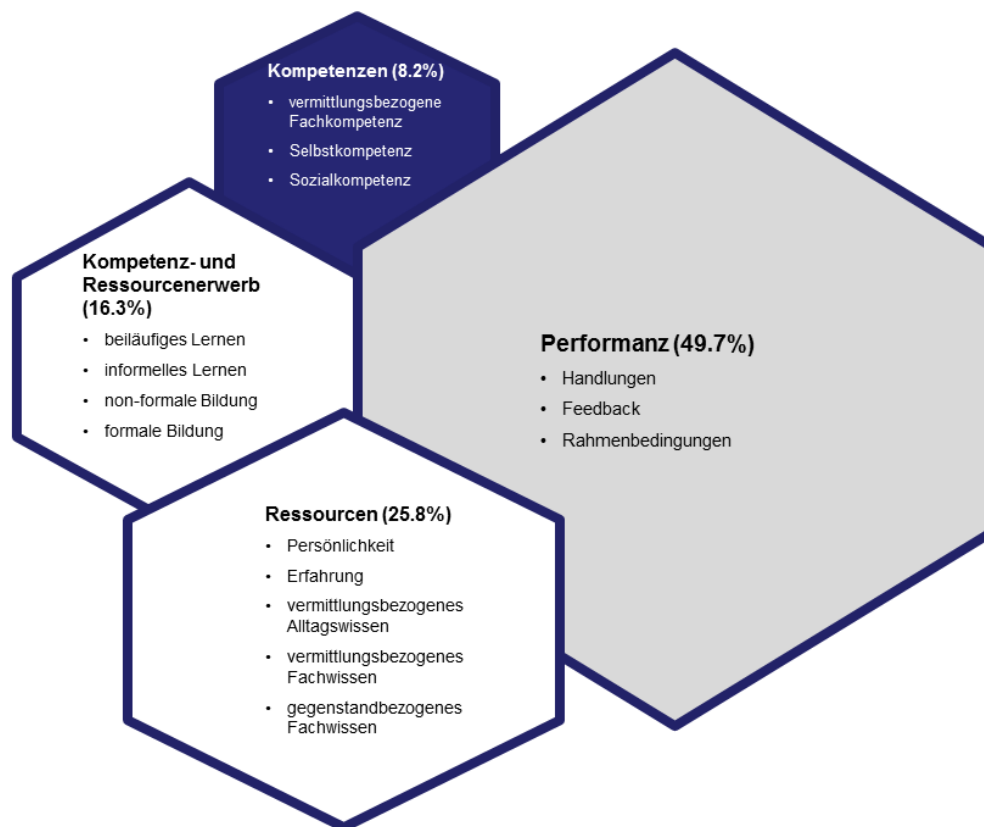 Kompetenzen (8.2%)
• vermittlungsbezogene
Fachkompetenz
• Selbstkompetenz
• Sozialkompetenz
Kompetenz- und
Ressourcenerwerb
(16.3%)
• beiläufiges Lernen
• informelles Lernen
• non-formale Bildung
• formale Bildung
Performanz (49.7%)
• Handlungen
• Feedback
• Rahmenbedingungen
Ressourcen (25.8%)
• Persönlichkeit
• Erfahrung
• vermittlungsbezogenes
Alltagswissen
• vermittlungsbezogenes
Fachwissen
• gegenstandbezogenes
Fachwissen